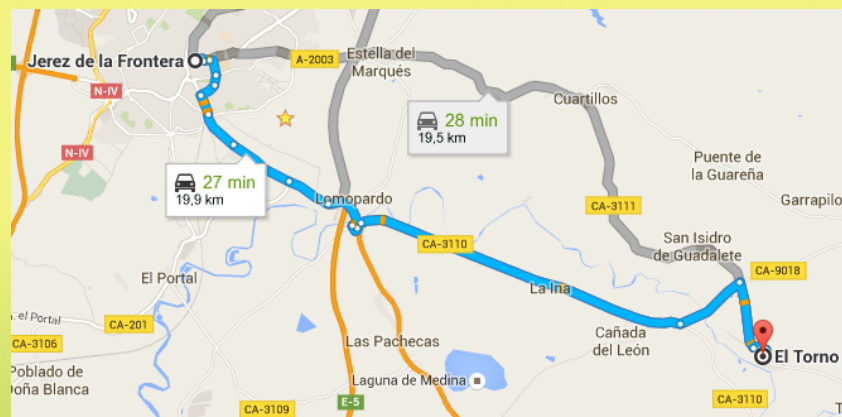 Jerez de la Frontera
A-2003
Estella del
Marqués
N-IV
28 min
19,5 km
Cuartillos
N-IV
27 min
19,9 km
Puente de
la Guareña
Lomopardo
CA-3111
Garrapilo
CA-3110
San Isidro
de Guadalete
CA-9018
El Portal
La Ina
CA-201
. el Portal
CA-3106
Las Pachecas
Cañada
del León
El Torno
Poblado de
Doña Blanca
Laguna de Medina
CA-3109
E-5
CA-3110